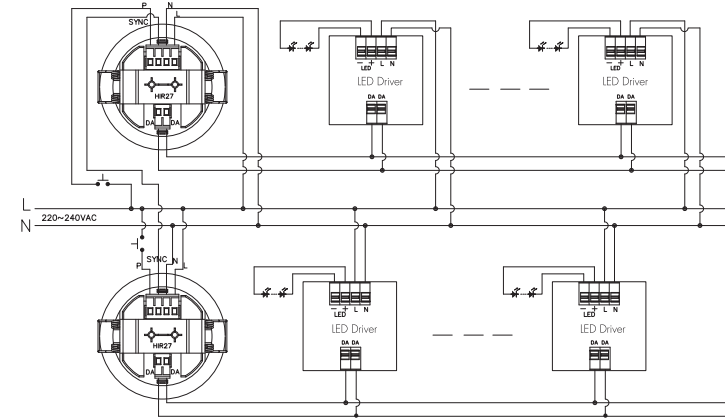 P N
SYNC L
HIR27
DA DA
− + L N
LED
LED Driver
DA DA
− + L N
LED
LED Driver
DA DA
L
220~240VAC
N
SYNC N
P L
HIR27
DA DA
− + L N
LED
LED Driver
DA DA
− + L N
LED
LED Driver
DA DA